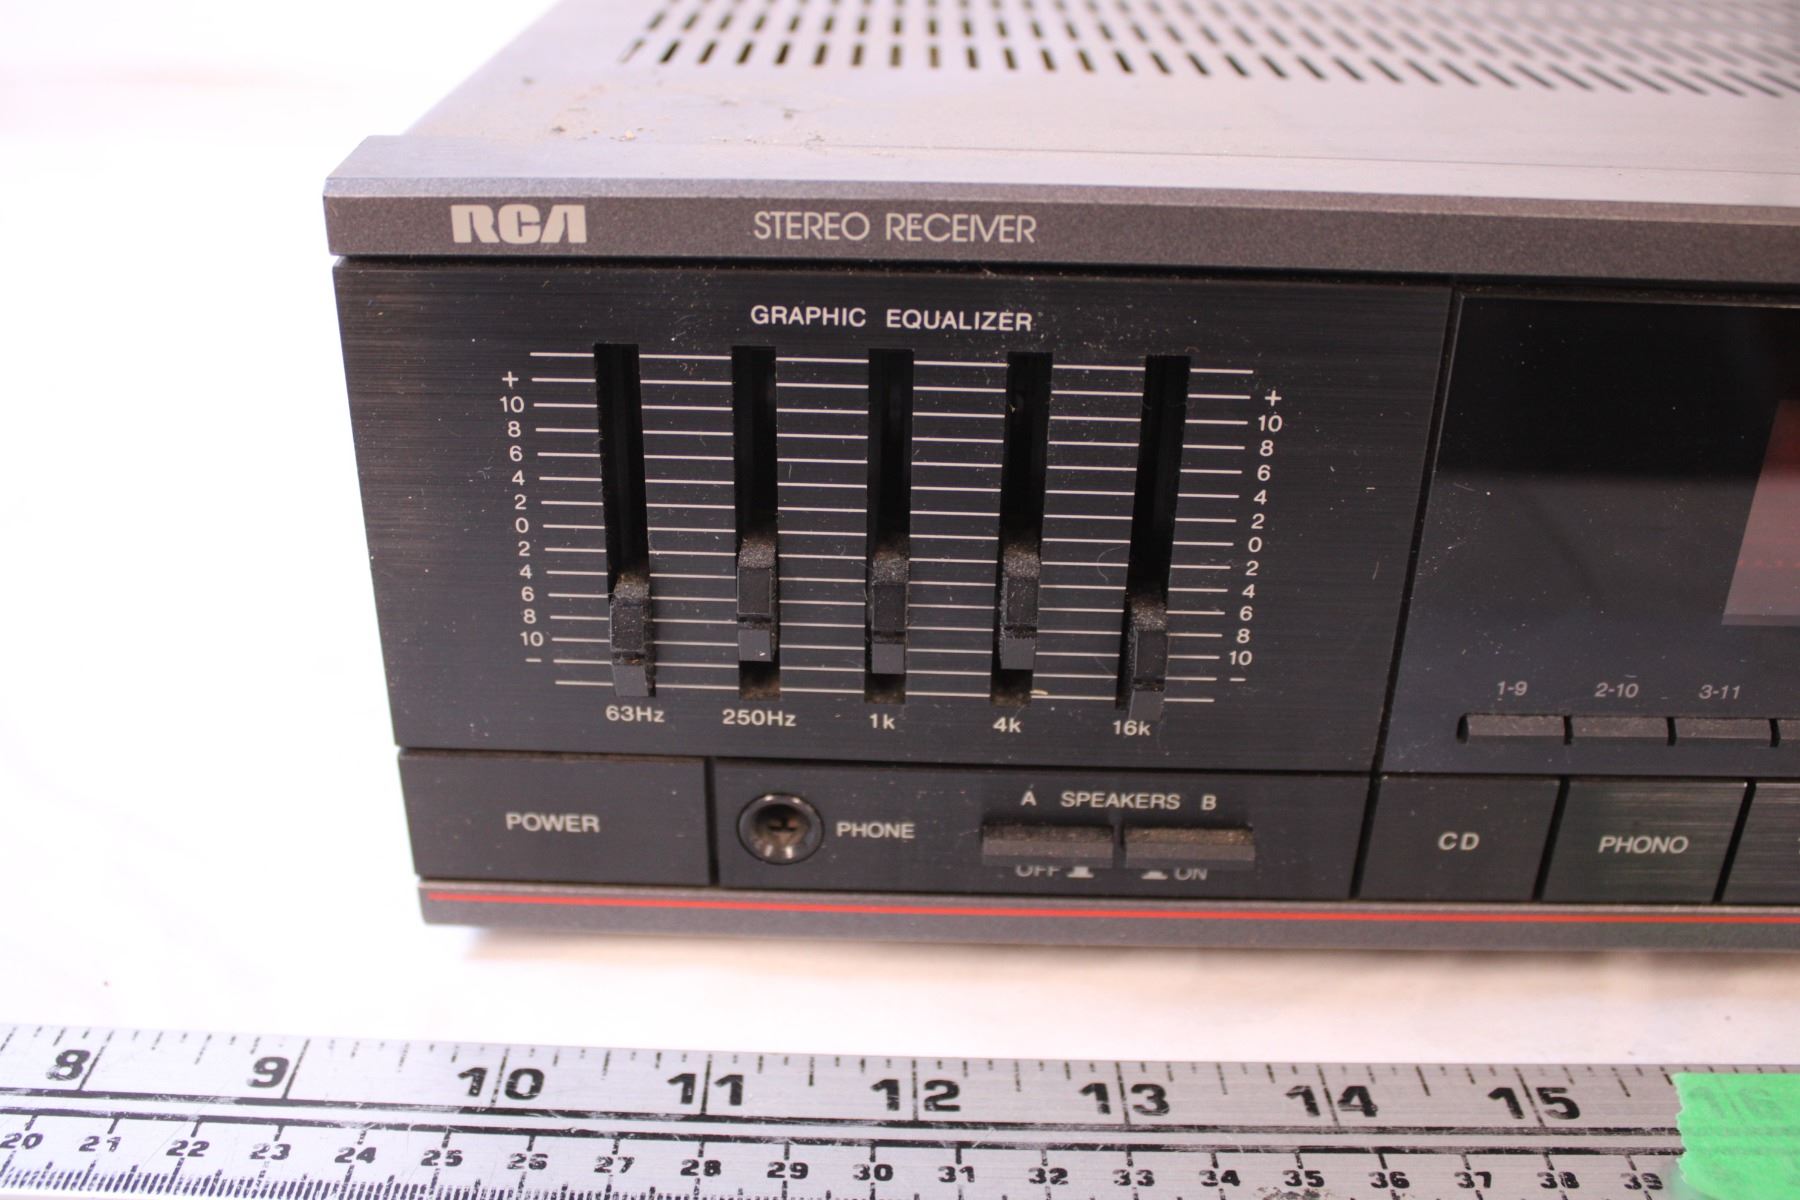 RCA STEREO RECEIVER
GRAPHIC EQUALIZER
+ +
10 10
8 8
6 6
4 4
2 2
0 0
2 2
4 4
6 6
8 8
10 10
- -
63Hz 250Hz 1k 4k 16k
1-9 2-10 3-11
POWER PHONE A SPEAKERS B CD PHONO
OFF ON
8 9 10 11 12 13 14 15 16
20 21 22 23 24 25 26 27 28 29 30 31 32 33 34 35 36 37 38 39